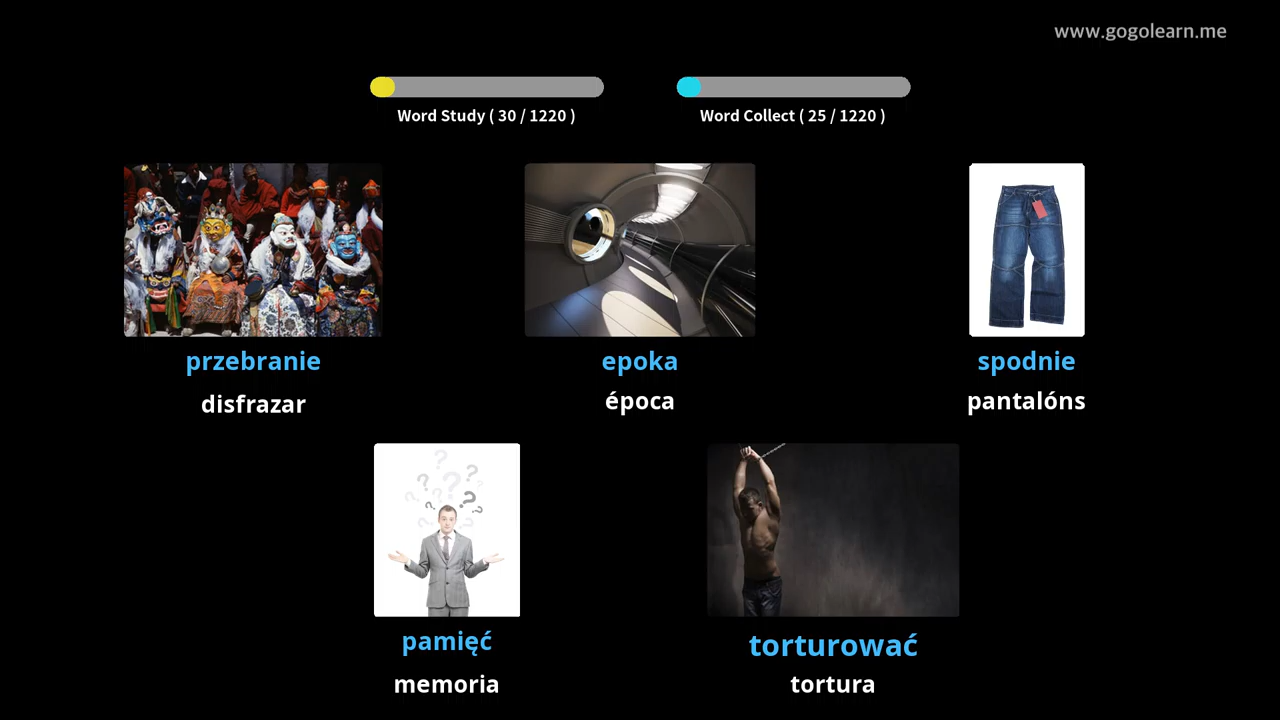 www.gogolearn.me
Word Study ( 30 / 1220 )
Word Collect ( 25 / 1220 )
przebranie
epoka
spodnie
disfrazar
época
pantalóns
pamięć
torturować
memoria
tortura